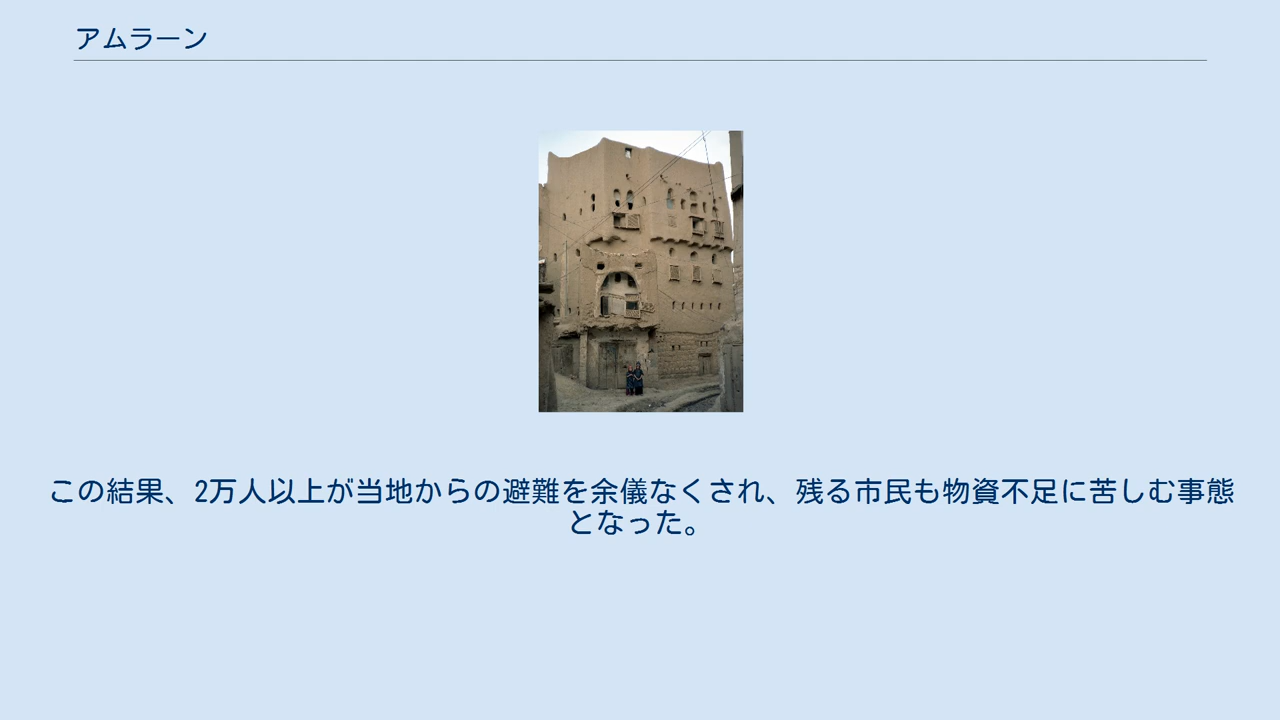 アムラーン
この結果、2万人以上が当地からの避難を余儀なくされ、残る市民も物資不足に苦しむ事態
となった。